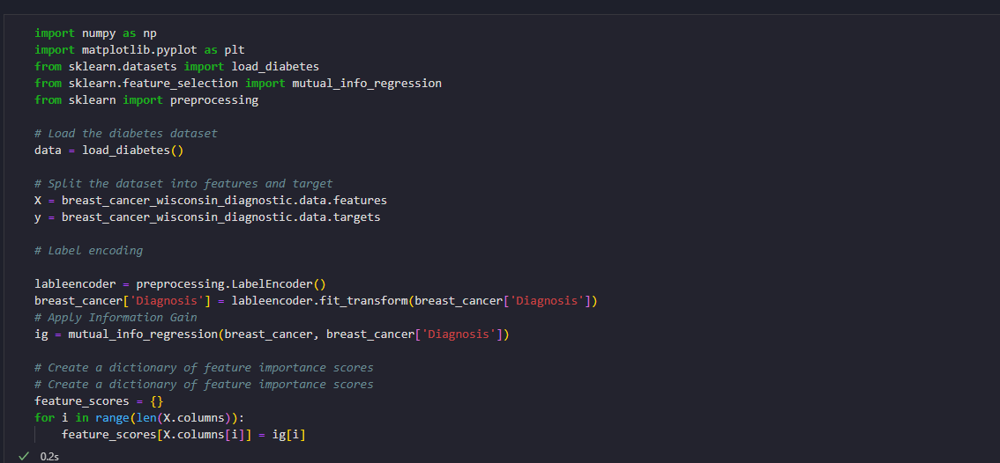 import numpy as np
import matplotlib.pyplot as plt
from sklearn.datasets import load_diabetes
from sklearn.feature_selection import mutual_info_regression
from sklearn import preprocessing
# Load the diabetes dataset
data = load_diabetes()
# Split the dataset into features and target
X = breast_cancer_wisconsin_diagnostic.data.features
y = breast_cancer_wisconsin_diagnostic.data.targets
# Label encoding
lableencoder = preprocessing.LabelEncoder()
breast_cancer['Diagnosis'] = lableencoder.fit_transform(breast_cancer['Diagnosis'])
# Apply Information Gain
ig = mutual_info_regression(breast_cancer, breast_cancer['Diagnosis'])
# Create a dictionary of feature importance scores
# Create a dictionary of feature importance scores
feature_scores = {}
for i in range(len(X.columns)):
    feature_scores[X.columns[i]] = ig[i]
✓ 0.2s